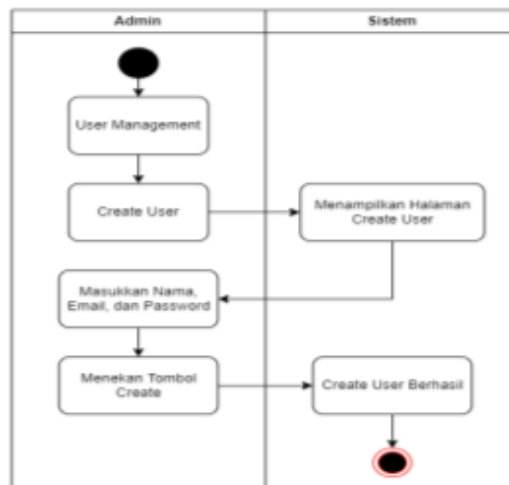 Admin
Sistem
User Management
Create User
Menampilkan Halaman
Create User
Masukkan Nama,
Email, dan Password
Menekan Tombol
Create
Create User Berhasil